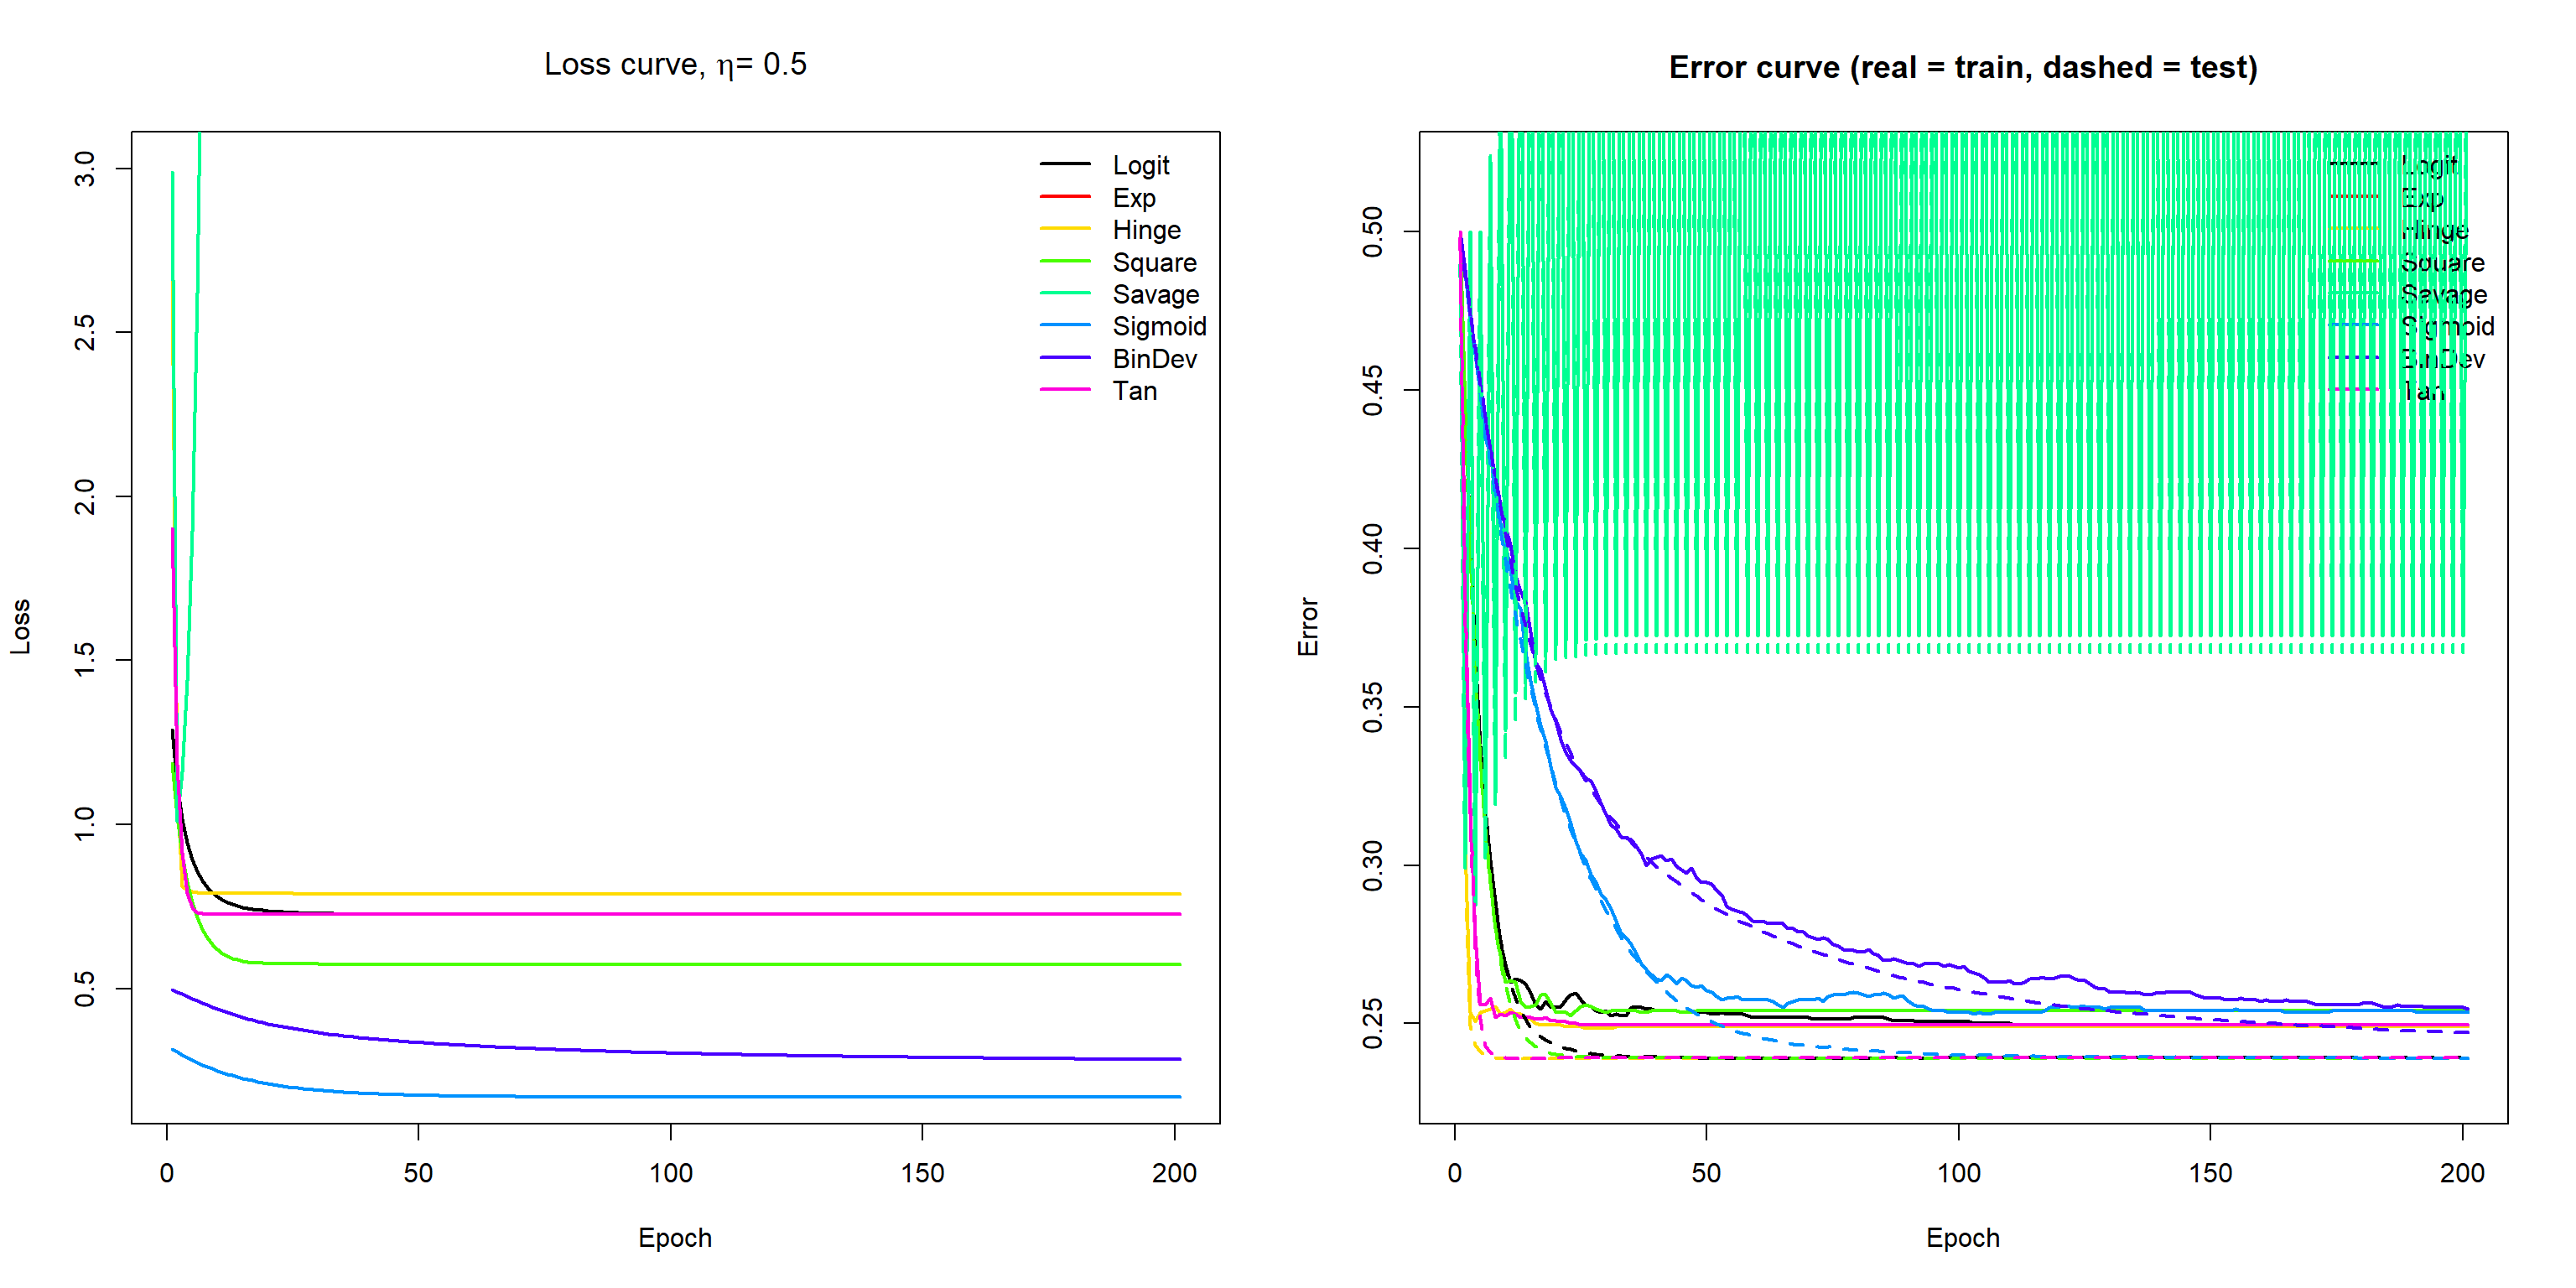 Loss curve, η= 0.5
Loss
3.0
2.5
2.0
1.5
1.0
0.5
0
50
100
150
200
Epoch
Logit
Exp
Hinge
Square
Savage
Sigmoid
BinDev
Tan
Error curve (real = train, dashed = test)
Error
0.50
0.45
0.40
0.35
0.30
0.25
0
50
100
150
200
Epoch
Logit
Exp
Hinge
Square
Savage
Sigmoid
BinDev
Tan